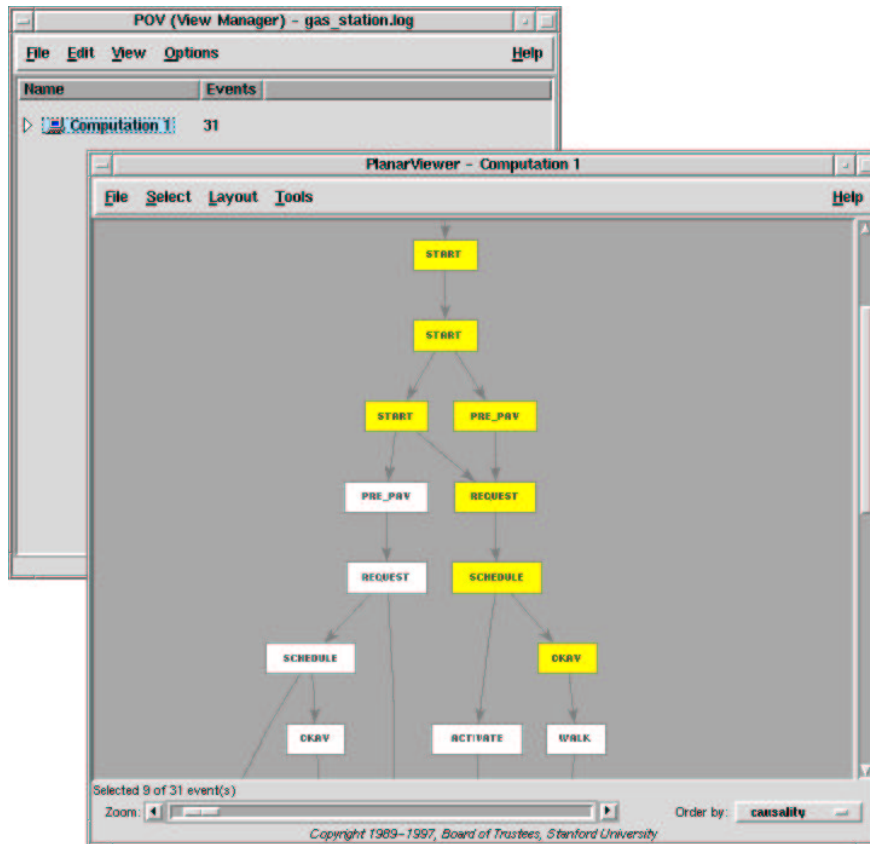 POV (View Manager) - gas_station.log
File Edit View Options Help
Name Events
Computation 1 31
PlanarViewer - Computation 1
File Select Layout Tools Help
START
START
START PRE_PAY
PRE_PAY REQUEST
REQUEST SCHEDULE
SCHEDULE OKAY
OKAY ACTIVATE WALK
Selected 9 of 31 event(s)
Zoom: Order by: causality
Copyright 1989-1997, Board of Trustees, Stanford University